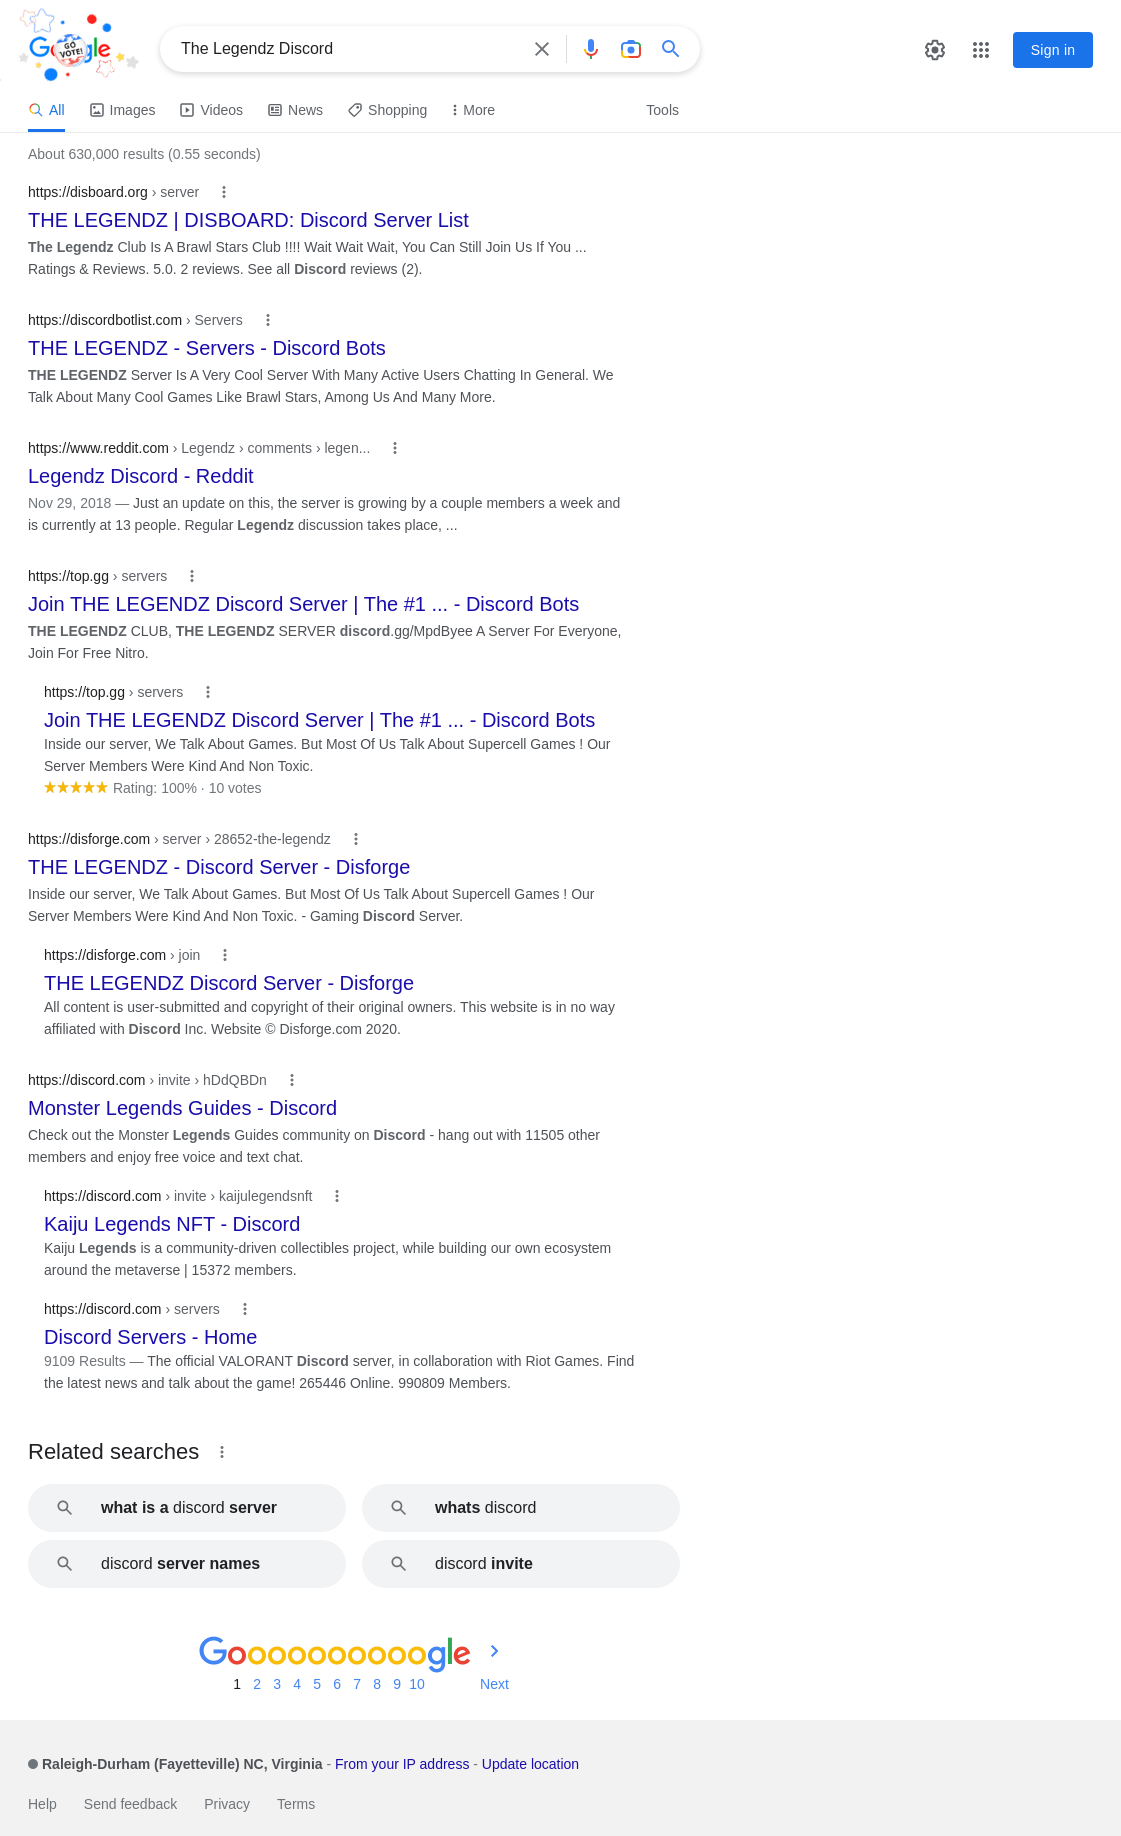 Google
GO
VOTE!
The Legendz Discord
Sign in
All Images Videos News Shopping More Tools
About 630,000 results (0.55 seconds)
https://disboard.org › server
THE LEGENDZ | DISBOARD: Discord Server List
The Legendz Club Is A Brawl Stars Club !!!! Wait Wait Wait, You Can Still Join Us If You ...
Ratings & Reviews. 5.0. 2 reviews. See all Discord reviews (2).
https://discordbotlist.com › Servers
THE LEGENDZ - Servers - Discord Bots
THE LEGENDZ Server Is A Very Cool Server With Many Active Users Chatting In General. We
Talk About Many Cool Games Like Brawl Stars, Among Us And Many More.
https://www.reddit.com › Legendz › comments › legen...
Legendz Discord - Reddit
Nov 29, 2018 — Just an update on this, the server is growing by a couple members a week and
is currently at 13 people. Regular Legendz discussion takes place, ...
https://top.gg › servers
Join THE LEGENDZ Discord Server | The #1 ... - Discord Bots
THE LEGENDZ CLUB, THE LEGENDZ SERVER discord.gg/MpdByee A Server For Everyone,
Join For Free Nitro.
https://top.gg › servers
Join THE LEGENDZ Discord Server | The #1 ... - Discord Bots
Inside our server, We Talk About Games. But Most Of Us Talk About Supercell Games ! Our
Server Members Were Kind And Non Toxic.
Rating: 100% · 10 votes
https://disforge.com › server › 28652-the-legendz
THE LEGENDZ - Discord Server - Disforge
Inside our server, We Talk About Games. But Most Of Us Talk About Supercell Games ! Our
Server Members Were Kind And Non Toxic. - Gaming Discord Server.
https://disforge.com › join
THE LEGENDZ Discord Server - Disforge
All content is user-submitted and copyright of their original owners. This website is in no way
affiliated with Discord Inc. Website © Disforge.com 2020.
https://discord.com › invite › hDdQBDn
Monster Legends Guides - Discord
Check out the Monster Legends Guides community on Discord - hang out with 11505 other
members and enjoy free voice and text chat.
https://discord.com › invite › kaijulegendsnft
Kaiju Legends NFT - Discord
Kaiju Legends is a community-driven collectibles project, while building our own ecosystem
around the metaverse | 15372 members.
https://discord.com › servers
Discord Servers - Home
9109 Results — The official VALORANT Discord server, in collaboration with Riot Games. Find
the latest news and talk about the game! 265446 Online. 990809 Members.
Related searches
what is a discord server
whats discord
discord server names
discord invite
Goooooooooogle
1 2 3 4 5 6 7 8 9 10 Next
Raleigh-Durham (Fayetteville) NC, Virginia - From your IP address - Update location
Help Send feedback Privacy Terms